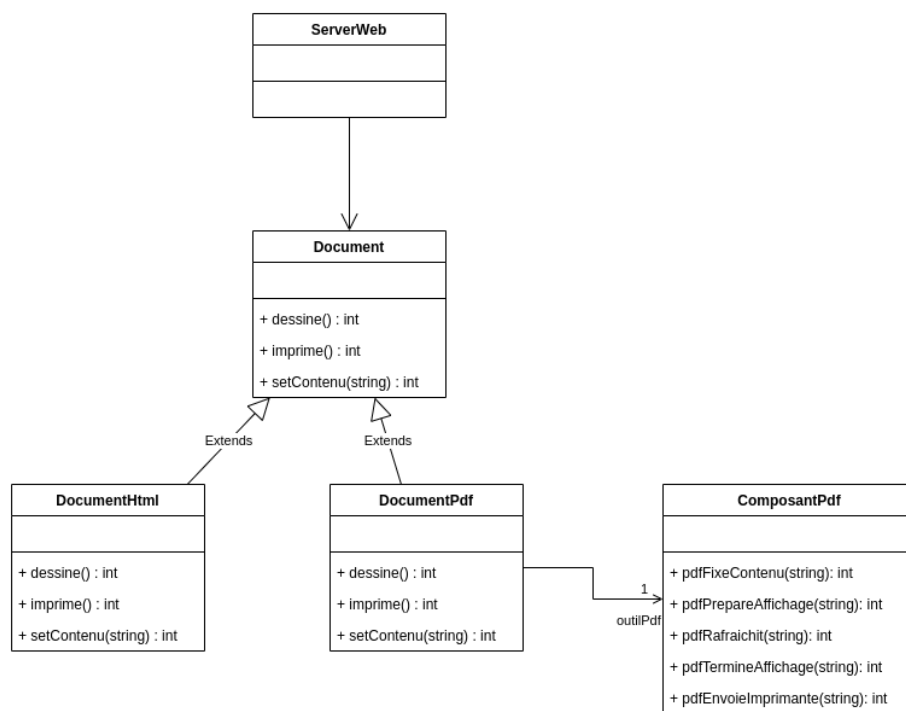 ServerWeb
Document
+ dessine() : int
+ imprime() : int
+ setContenu(string) : int
Extends
Extends
DocumentHtml
+ dessine() : int
+ imprime() : int
+ setContenu(string) : int
DocumentPdf
+ dessine() : int
+ imprime() : int
+ setContenu(string) : int
1
outilPdf
ComposantPdf
+ pdfFixeContenu(string): int
+ pdfPrepareAffichage(string): int
+ pdfRafraichit(string): int
+ pdfTermineAffichage(string): int
+ pdfEnvoieImprimante(string): int